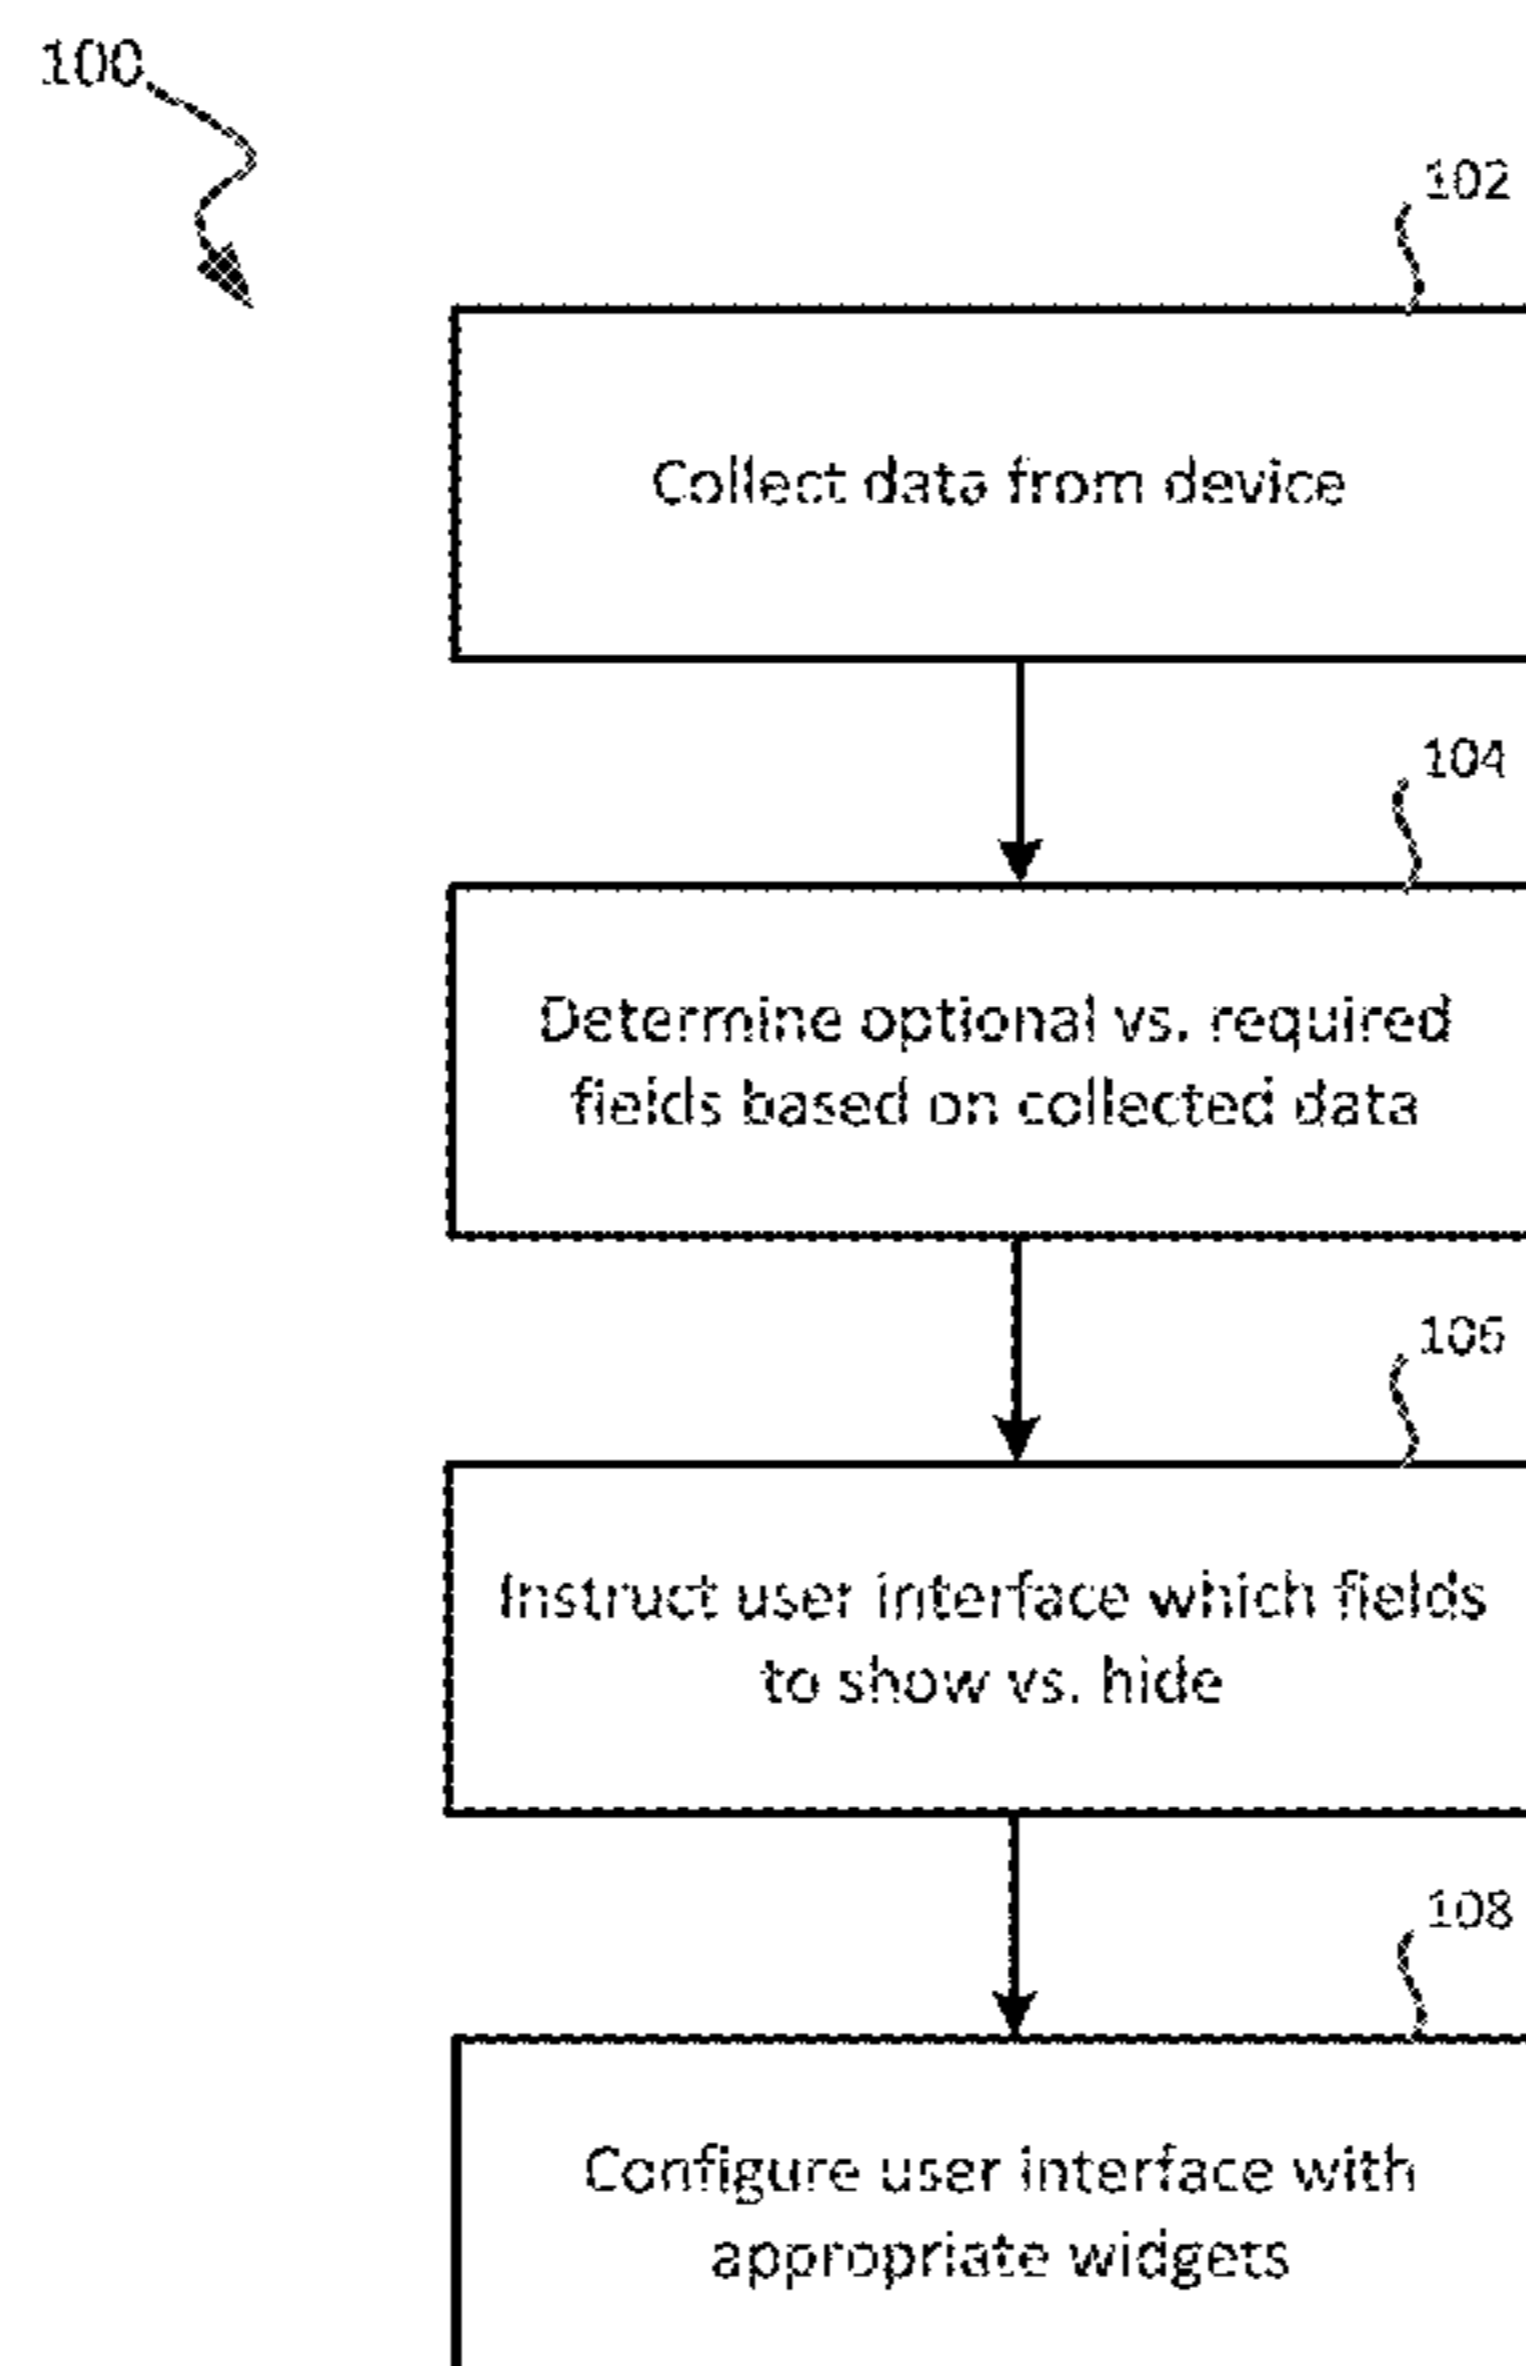 100
102
Collect data from device
104
Determine optional vs. required
fields based on collected data
106
Instruct user interface which fields
to show vs. hide
108
Configure user interface with
appropriate widgets